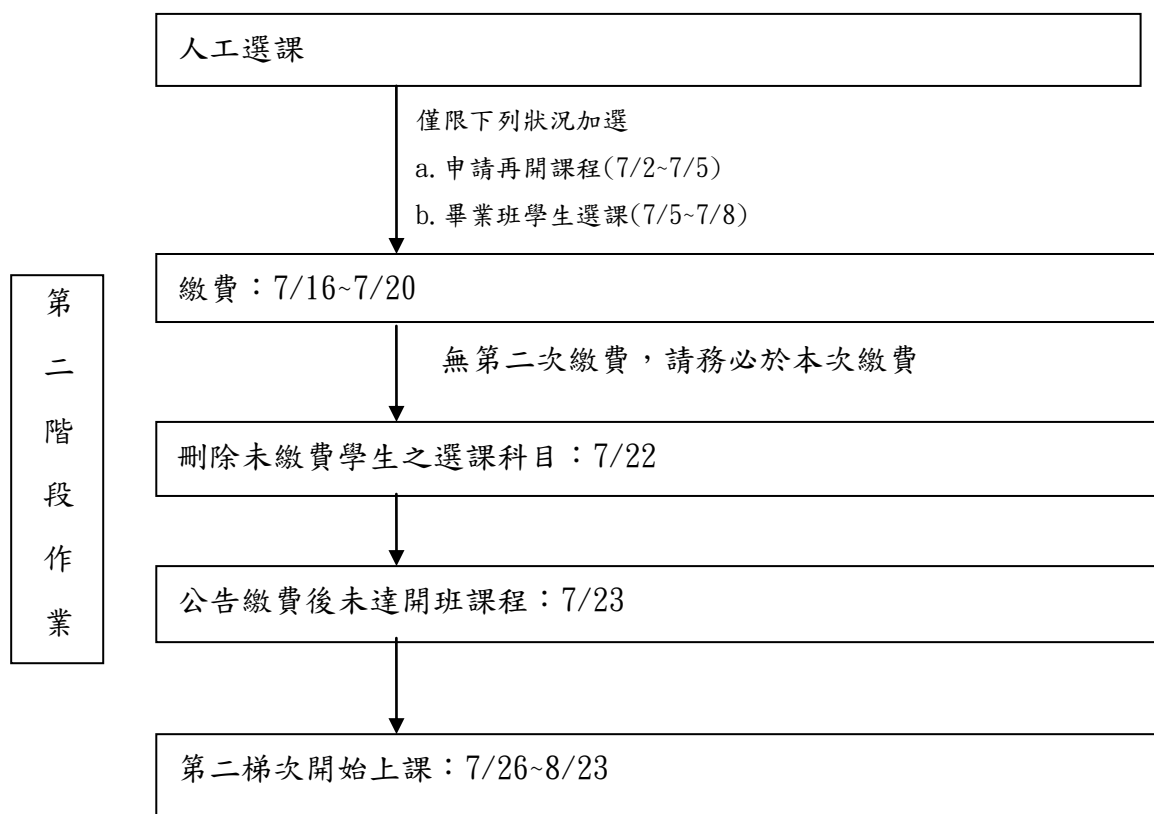 人工選課
僅限下列狀況加選
a. 申請再開課程(7/2~7/5)
b. 畢業班學生選課(7/5~7/8)
繳費：7/16~7/20
無第二次繳費，請務必於本次繳費
刪除未繳費學生之選課科目：7/22
公告繳費後未達開班課程：7/23
第二梯次開始上課：7/26~8/23
第二階段作業